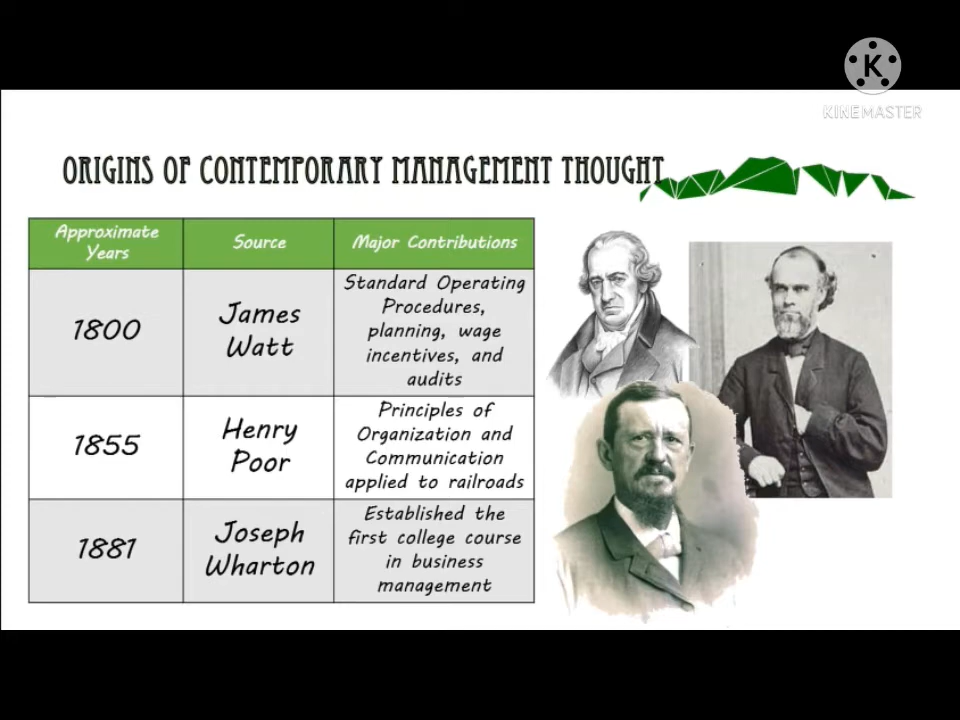 K
KINEMASTER
ORIGINS OF CONTEMPORARY MANAGEMENT THOUGHT
Approximate
Years
Source
Major Contributions
1800
James
Watt
Standard Operating
Procedures,
planning, wage
incentives, and
audits
1855
Henry
Poor
Principles of
Organization and
Communication
applied to railroads
1881
Joseph
Wharton
Established the
first college course
in business
management